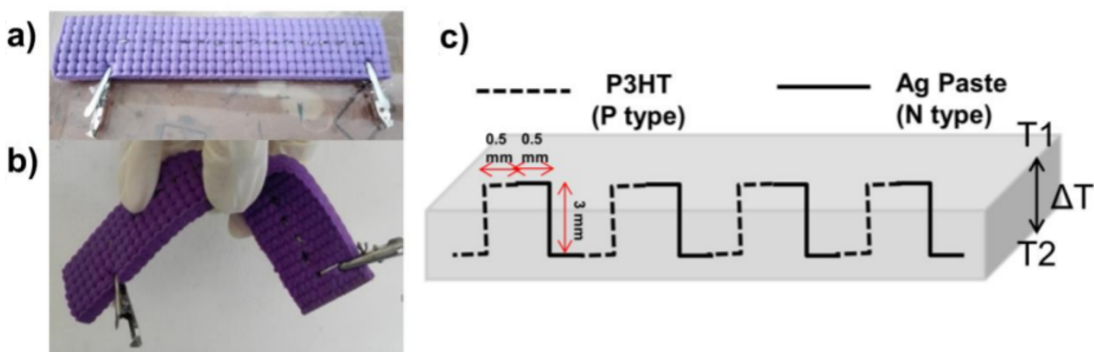 a)
b)
c)
P3HT
(P type)
Ag Paste
(N type)
0.5 0.5
mm mm
3 mm
T1
ΔT
T2